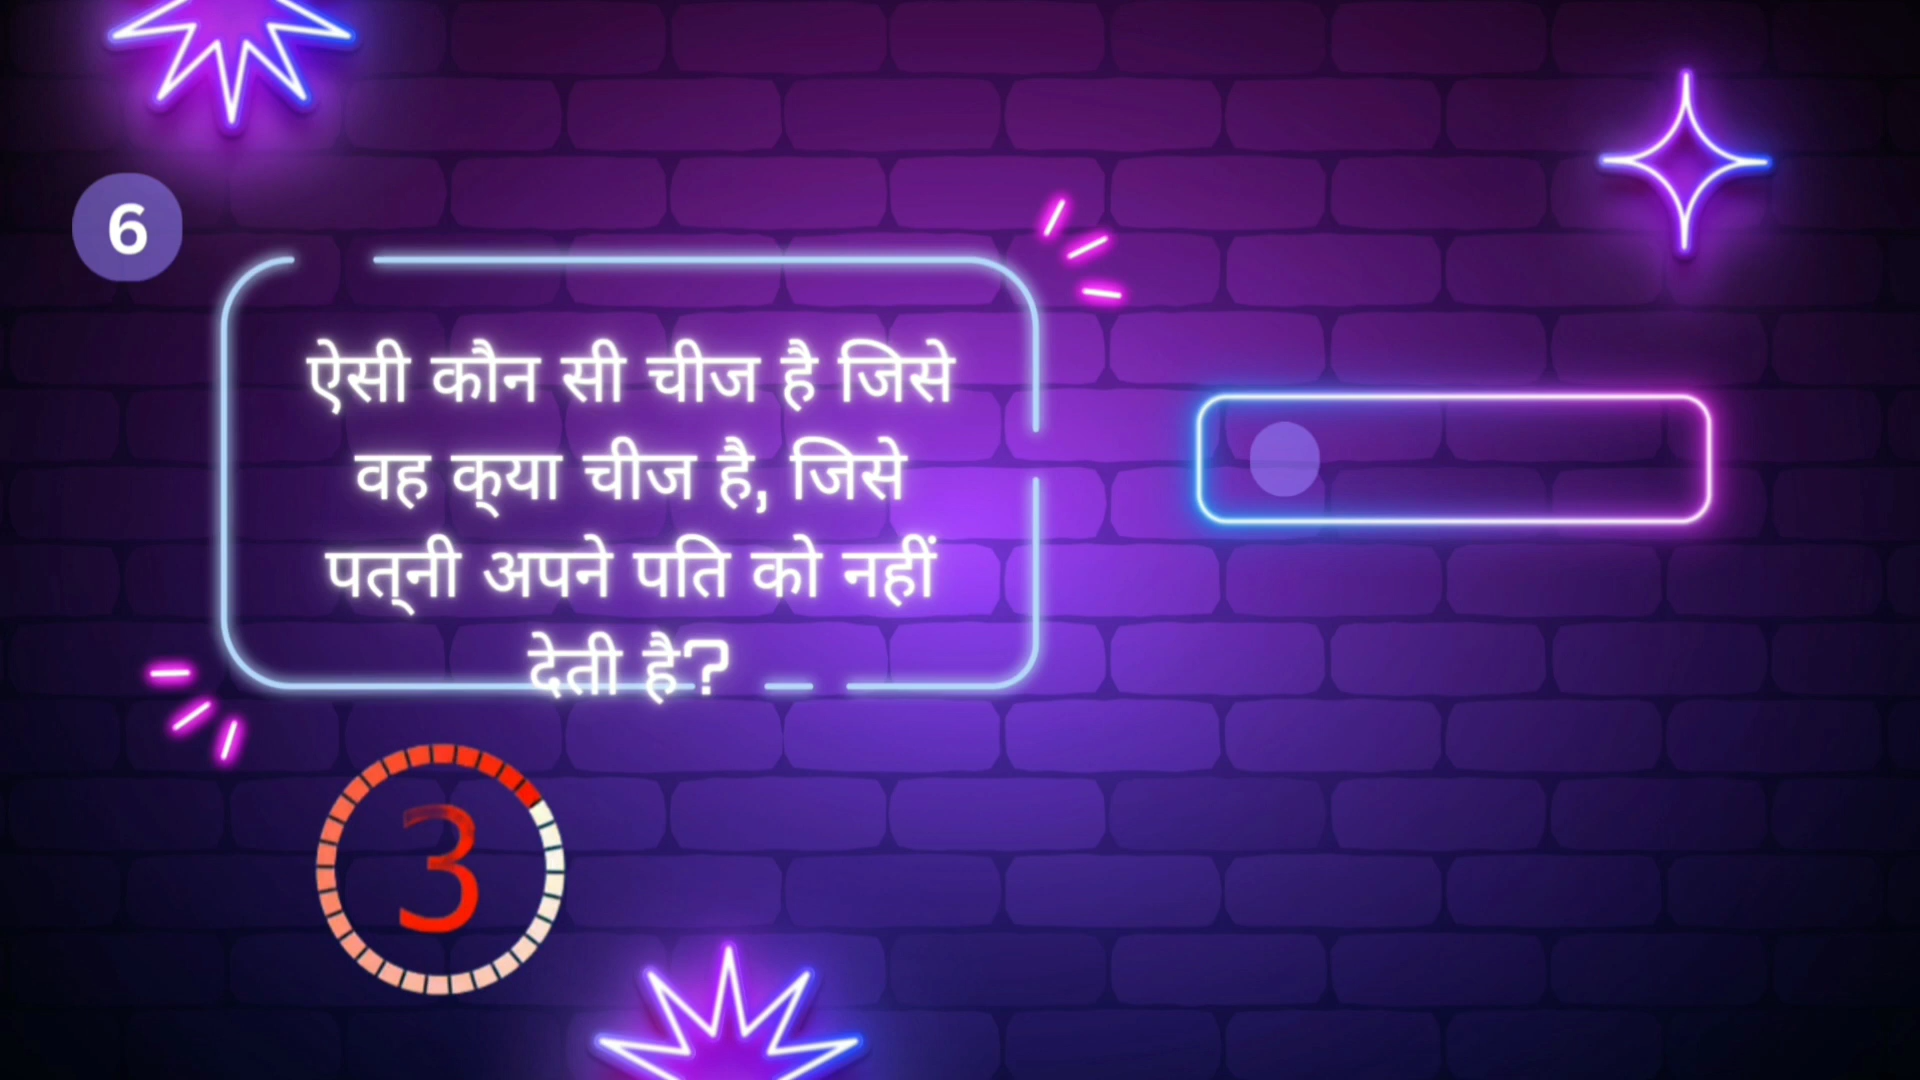 6
ऐसी कौन सी चीज है जिसे
वह क्‌या चीज है, जिसे
पत्‌नी अपने पति को नहीं
देती है?
3